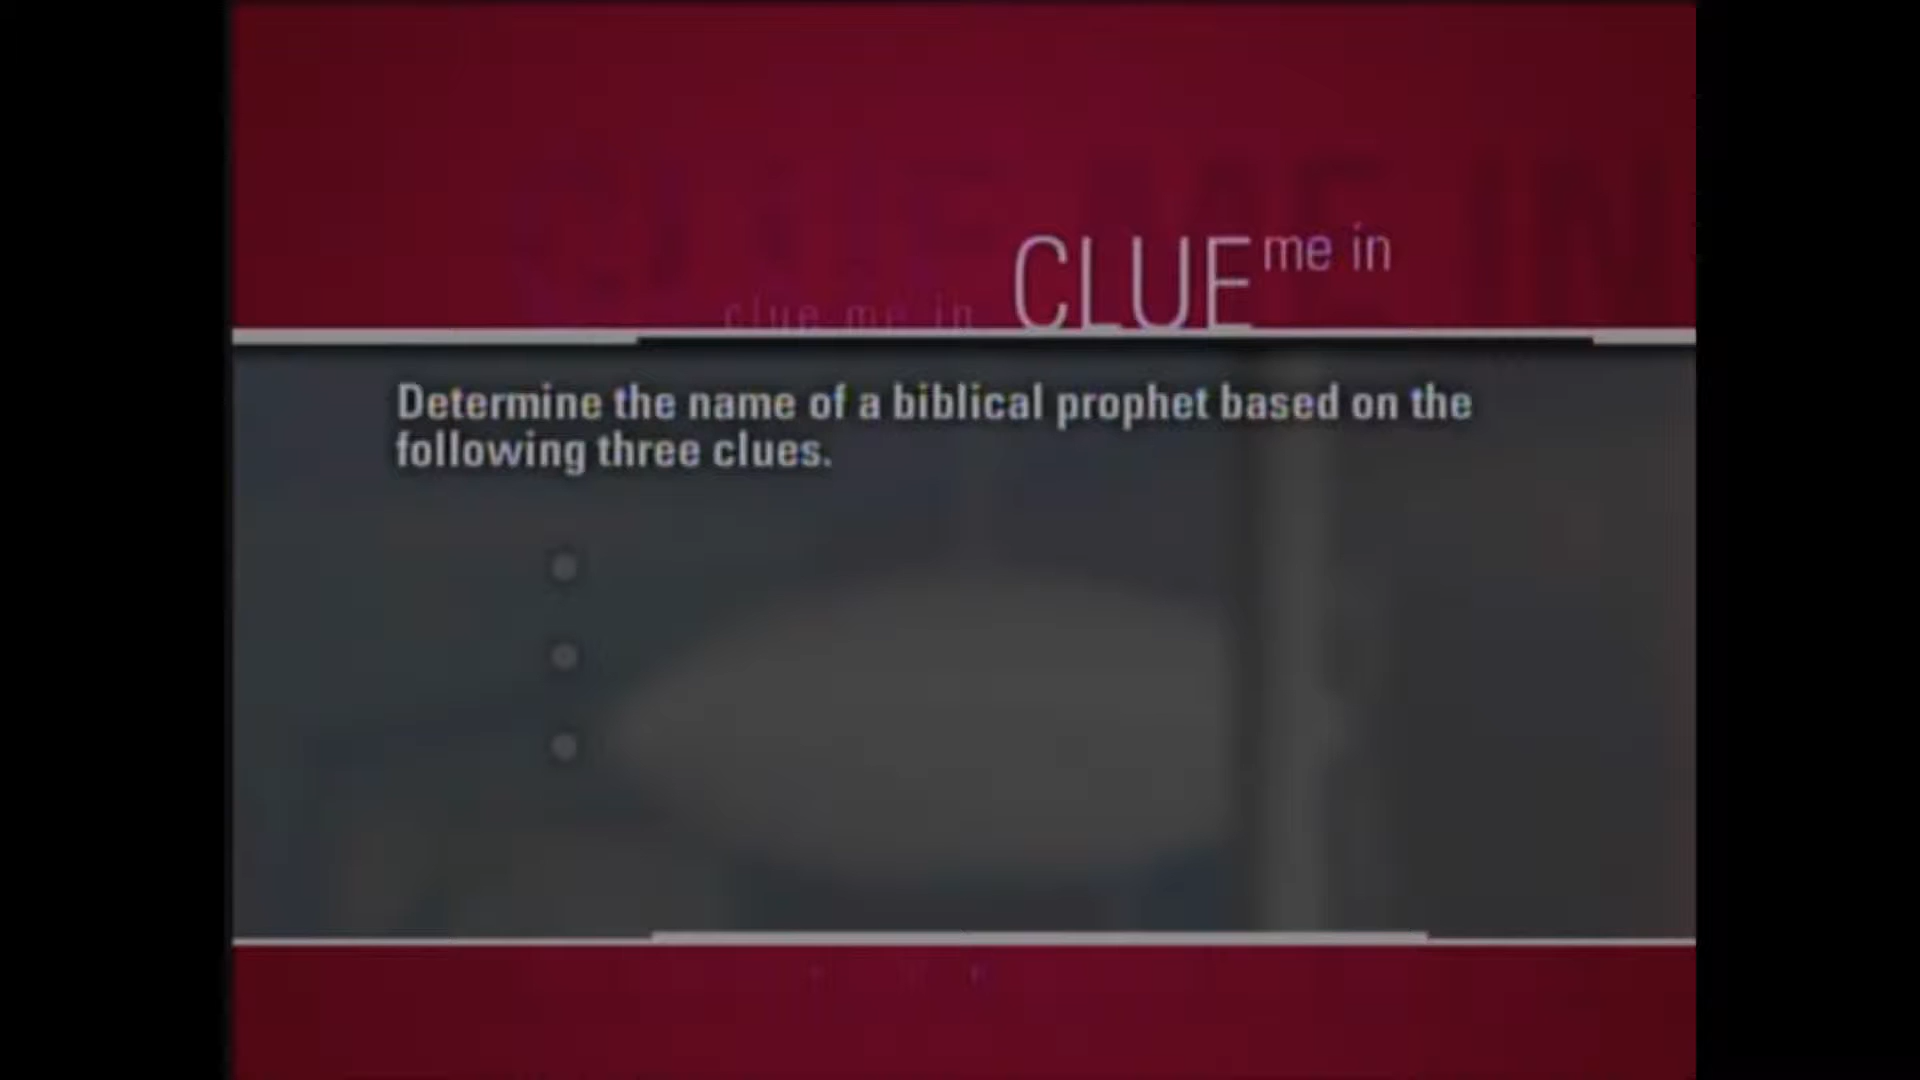 CLUE me in
clue me in
Determine the name of a biblical prophet based on the
following three clues.